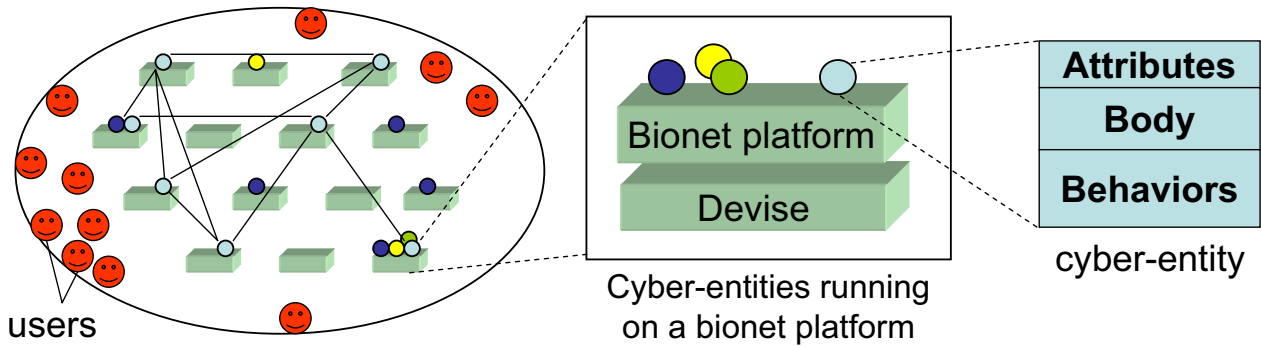 users
Bionet platform
Devise
Cyber-entities running
on a bionet platform
Attributes
Body
Behaviors
cyber-entity